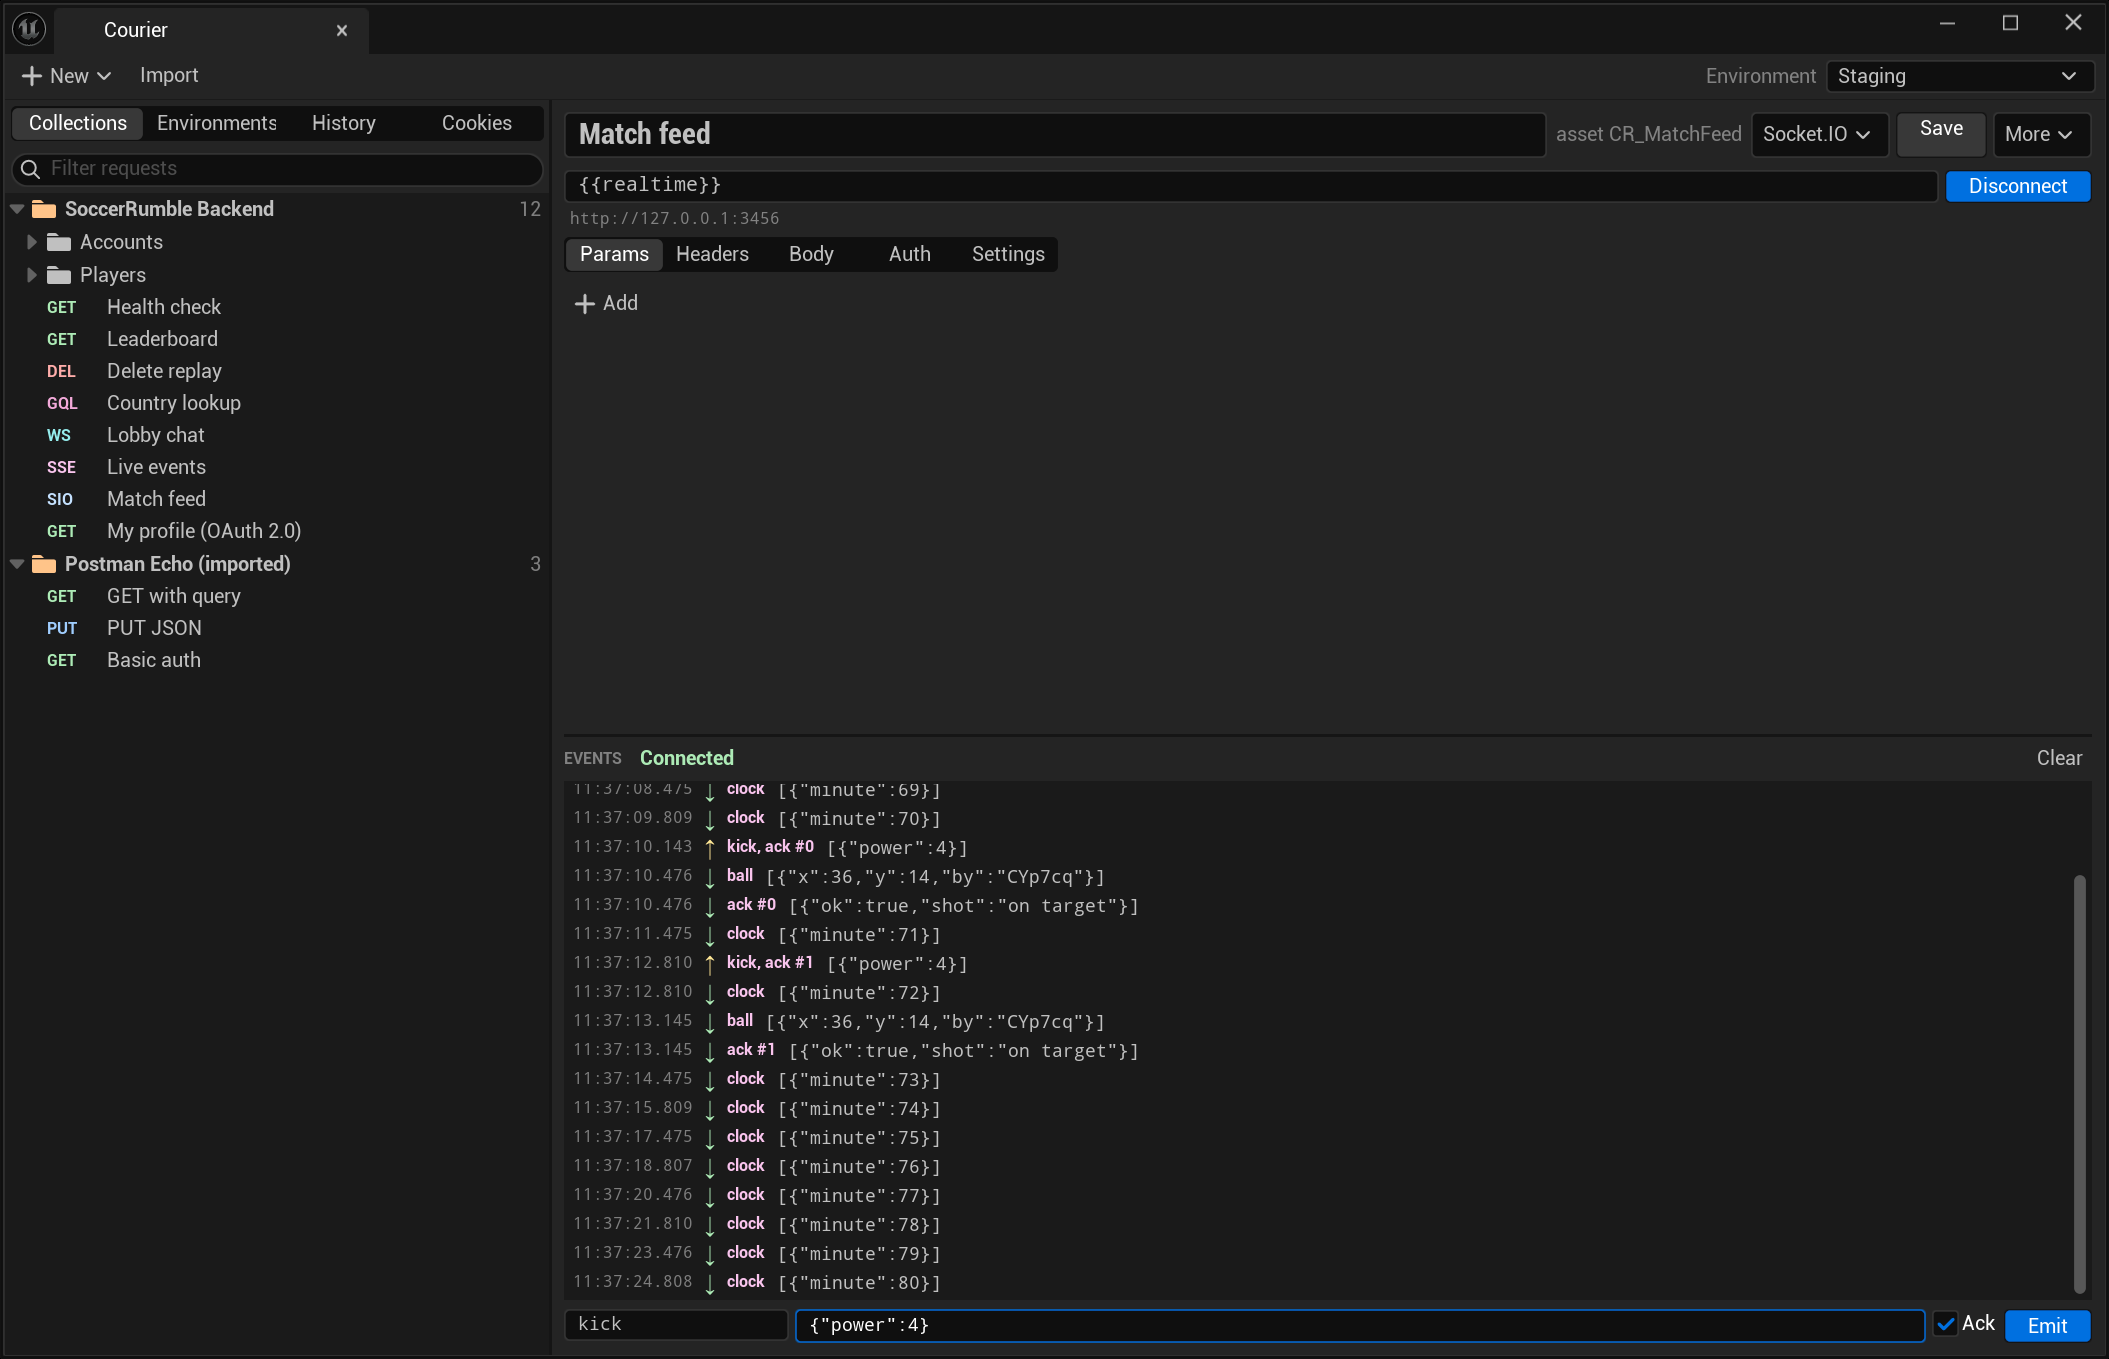 Courier
New Import Environment Staging
Collections Environments History Cookies
Filter requests
SoccerRumble Backend 12
Accounts
Players
GET Health check
GET Leaderboard
DEL Delete replay
GQL Country lookup
WS Lobby chat
SSE Live events
SIO Match feed
GET My profile (OAuth 2.0)
Postman Echo (imported) 3
GET GET with query
PUT PUT JSON
GET Basic auth
Match feed asset CR_MatchFeed Socket.IO Save More
{{realtime}} Disconnect
http://127.0.0.1:3456
Params Headers Body Auth Settings
Add
EVENTS Connected Clear
11:37:08.475 ↓ clock [{"minute":69}]
11:37:09.809 ↓ clock [{"minute":70}]
11:37:10.143 ↑ kick, ack #0 [{"power":4}]
11:37:10.476 ↓ ball [{"x":36,"y":14,"by":"CYp7cq"}]
11:37:10.476 ↓ ack #0 [{"ok":true,"shot":"on target"}]
11:37:11.475 ↓ clock [{"minute":71}]
11:37:12.810 ↑ kick, ack #1 [{"power":4}]
11:37:12.810 ↓ clock [{"minute":72}]
11:37:13.145 ↓ ball [{"x":36,"y":14,"by":"CYp7cq"}]
11:37:13.145 ↓ ack #1 [{"ok":true,"shot":"on target"}]
11:37:14.475 ↓ clock [{"minute":73}]
11:37:15.809 ↓ clock [{"minute":74}]
11:37:17.475 ↓ clock [{"minute":75}]
11:37:18.807 ↓ clock [{"minute":76}]
11:37:20.476 ↓ clock [{"minute":77}]
11:37:21.810 ↓ clock [{"minute":78}]
11:37:23.476 ↓ clock [{"minute":79}]
11:37:24.808 ↓ clock [{"minute":80}]
kick {"power":4} Ack Emit